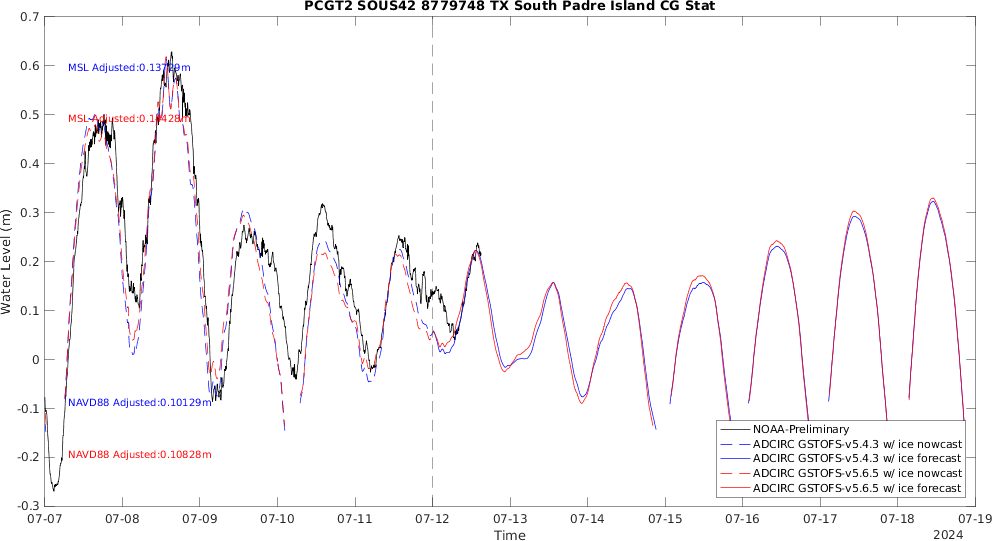 PCGT2 SOUS42 8779748 TX South Padre Island CG Stat
Water Level (m)
0.7
0.6
0.5
0.4
0.3
0.2
0.1
0
-0.1
-0.2
-0.3
MSL Adjusted:0.13729m
MSL Adjusted:0.14428m
NAVD88 Adjusted:0.10129m
NAVD88 Adjusted:0.10828m
NOAA-Preliminary
ADCIRC GSTOFS-v5.4.3 w/ ice nowcast
ADCIRC GSTOFS-v5.4.3 w/ ice forecast
ADCIRC GSTOFS-v5.6.5 w/ ice nowcast
ADCIRC GSTOFS-v5.6.5 w/ ice forecast
07-07 07-08 07-09 07-10 07-11 07-12 07-13 07-14 07-15 07-16 07-17 07-18 07-19
Time
2024